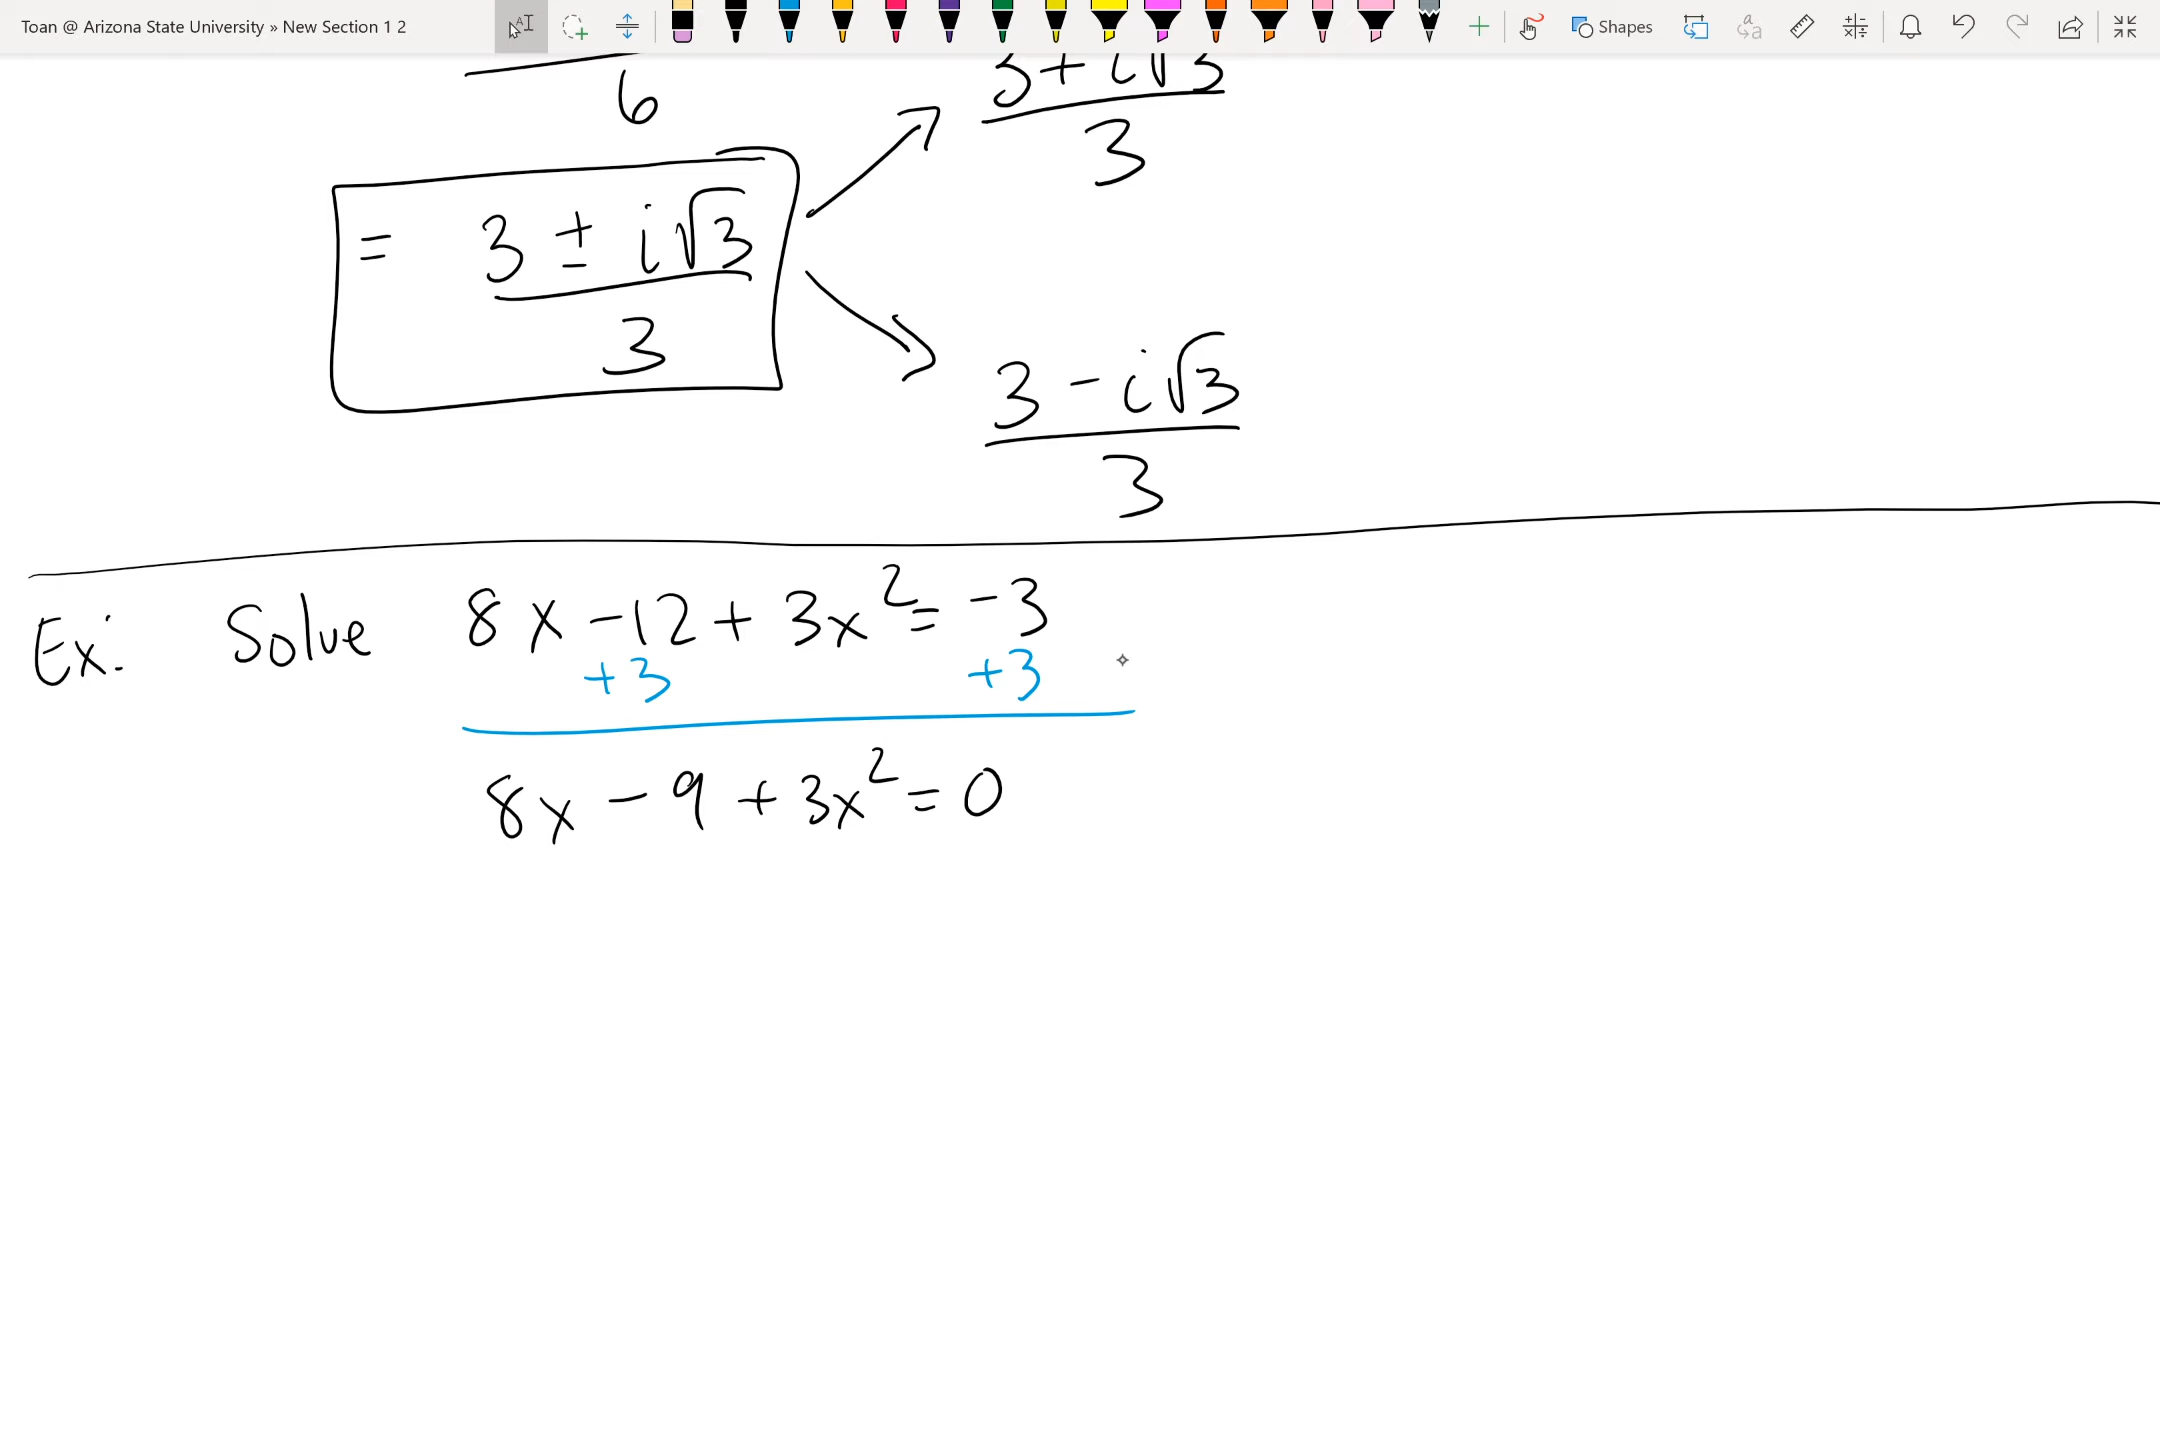 Toan @ Arizona State University » New Section 1 2
Shapes
6
3 + i√3
3
= 3 ± i√3
3
3 - i√3
3
Ex: Solve 8x - 12 + 3x² = -3
+3 +3
8x - 9 + 3x² = 0